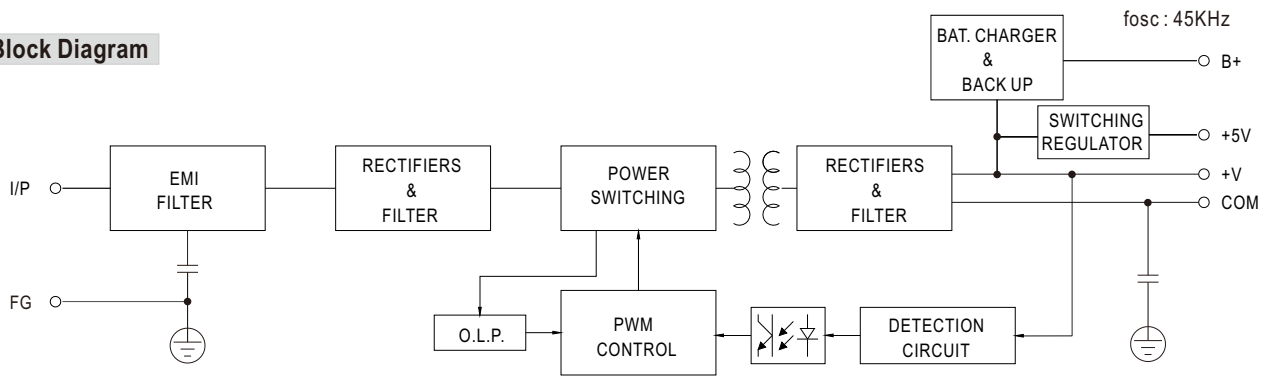 fosc : 45KHz
Block Diagram
BAT. CHARGER
&
BACK UP
B+
SWITCHING
REGULATOR
+5V
I/P
EMI
FILTER
RECTIFIERS
&
FILTER
POWER
SWITCHING
RECTIFIERS
&
FILTER
+V
COM
FG
O.L.P.
PWM
CONTROL
DETECTION
CIRCUIT